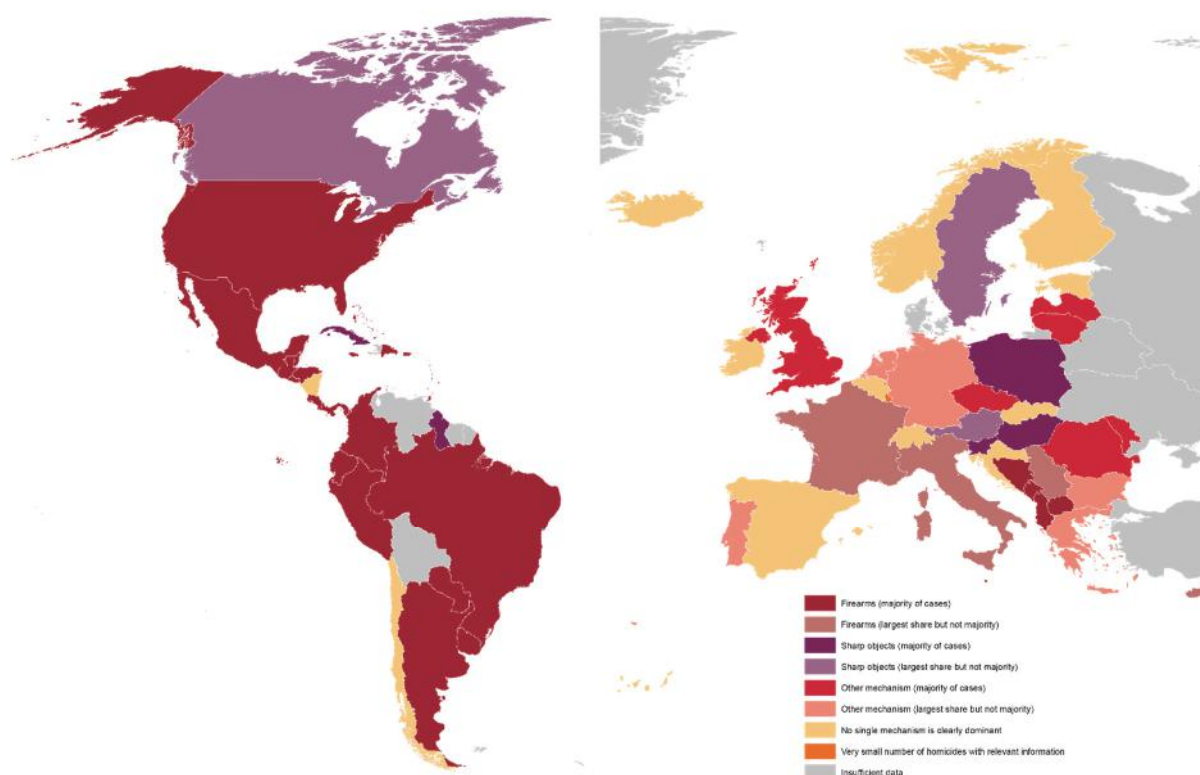 Firearms (majority of cases)
Firearms (largest share but not majority)
Sharp objects (majority of cases)
Sharp objects (largest share but not majority)
Other mechanism (majority of cases)
Other mechanism (largest share but not majority)
No single mechanism is clearly dominant
Very small number of homicides with relevant information
Insufficient data